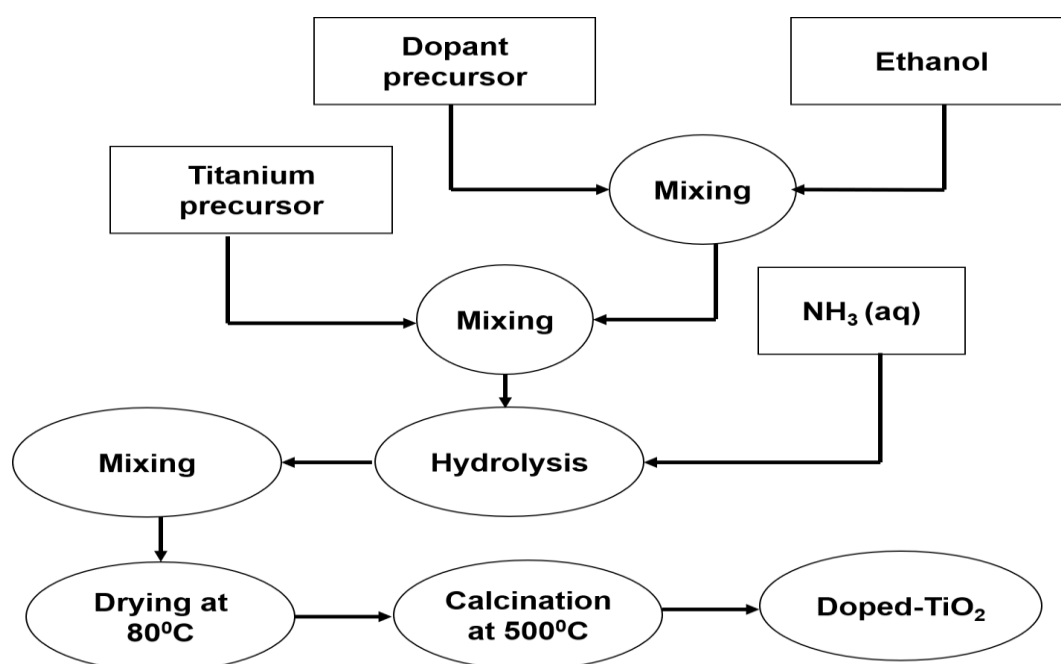 Dopant
precursor
Ethanol
Titanium
precursor
Mixing
Mixing
NH₃ (aq)
Mixing
Hydrolysis
Drying at
80⁰C
Calcination
at 500⁰C
Doped-TiO₂